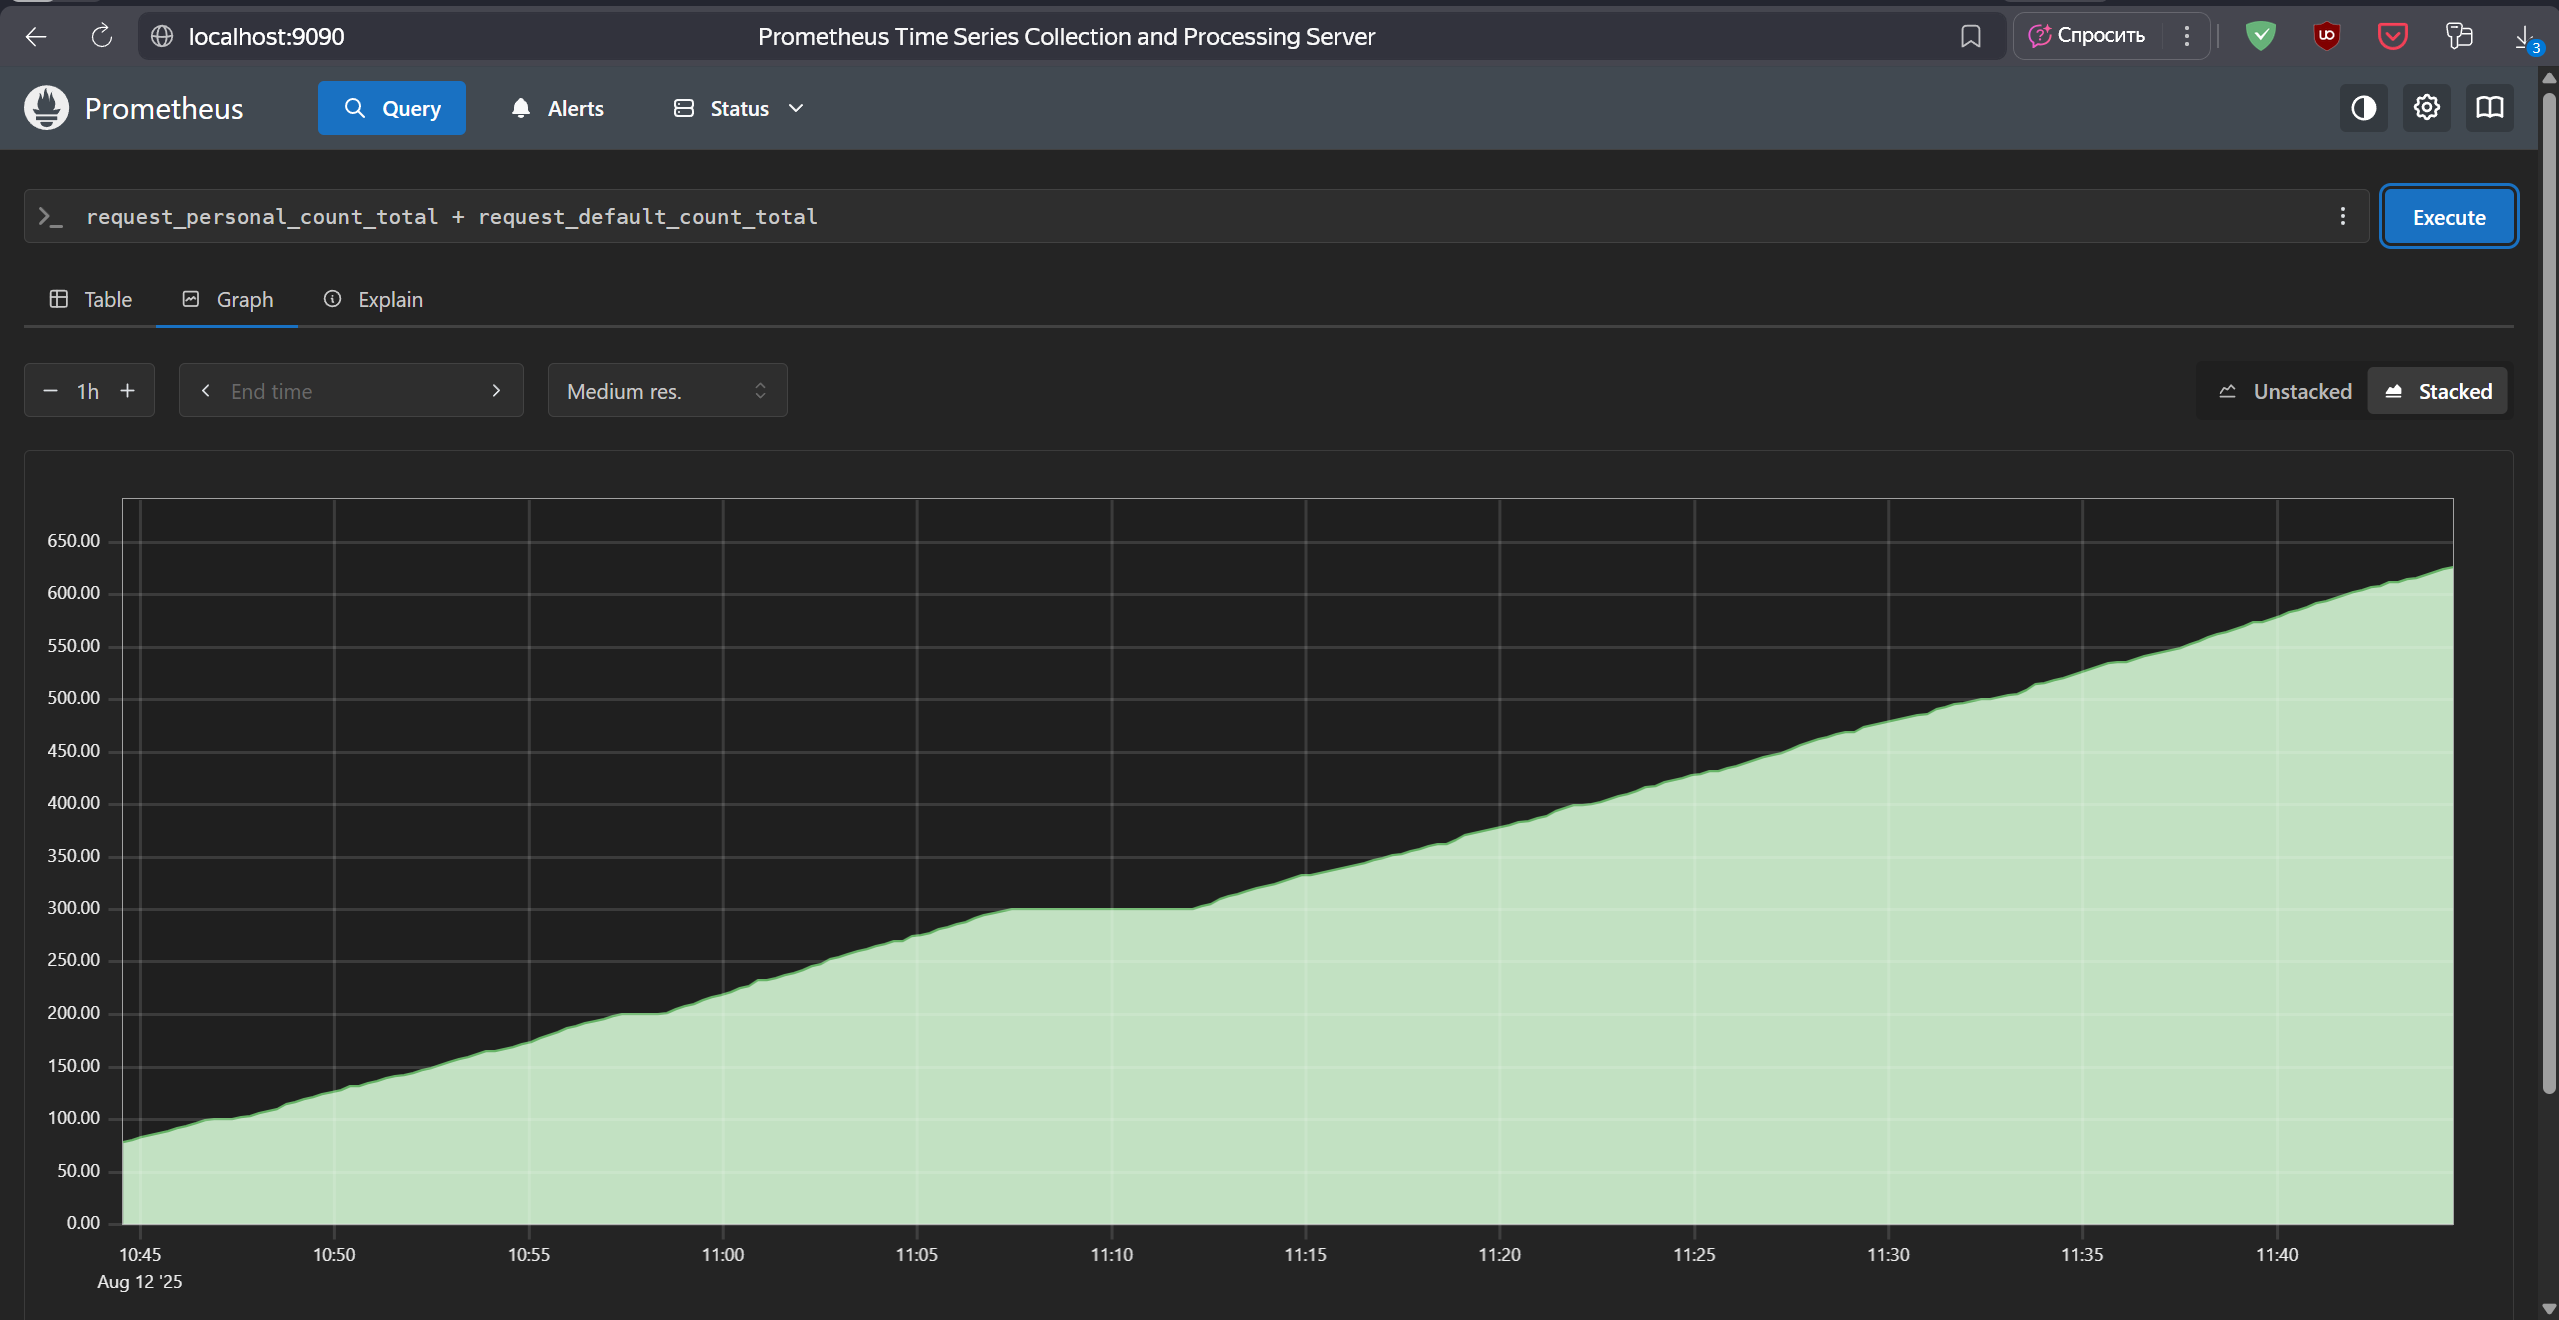 localhost:9090
Prometheus Time Series Collection and Processing Server
Спросить
3
Prometheus
Query
Alerts
Status
>_ request_personal_count_total + request_default_count_total
Execute
Table
Graph
Explain
− 1h +
End time
Medium res.
Unstacked
Stacked
650.00
600.00
550.00
500.00
450.00
400.00
350.00
300.00
250.00
200.00
150.00
100.00
50.00
0.00
10:45 10:50 10:55 11:00 11:05 11:10 11:15 11:20 11:25 11:30 11:35 11:40
Aug 12 '25